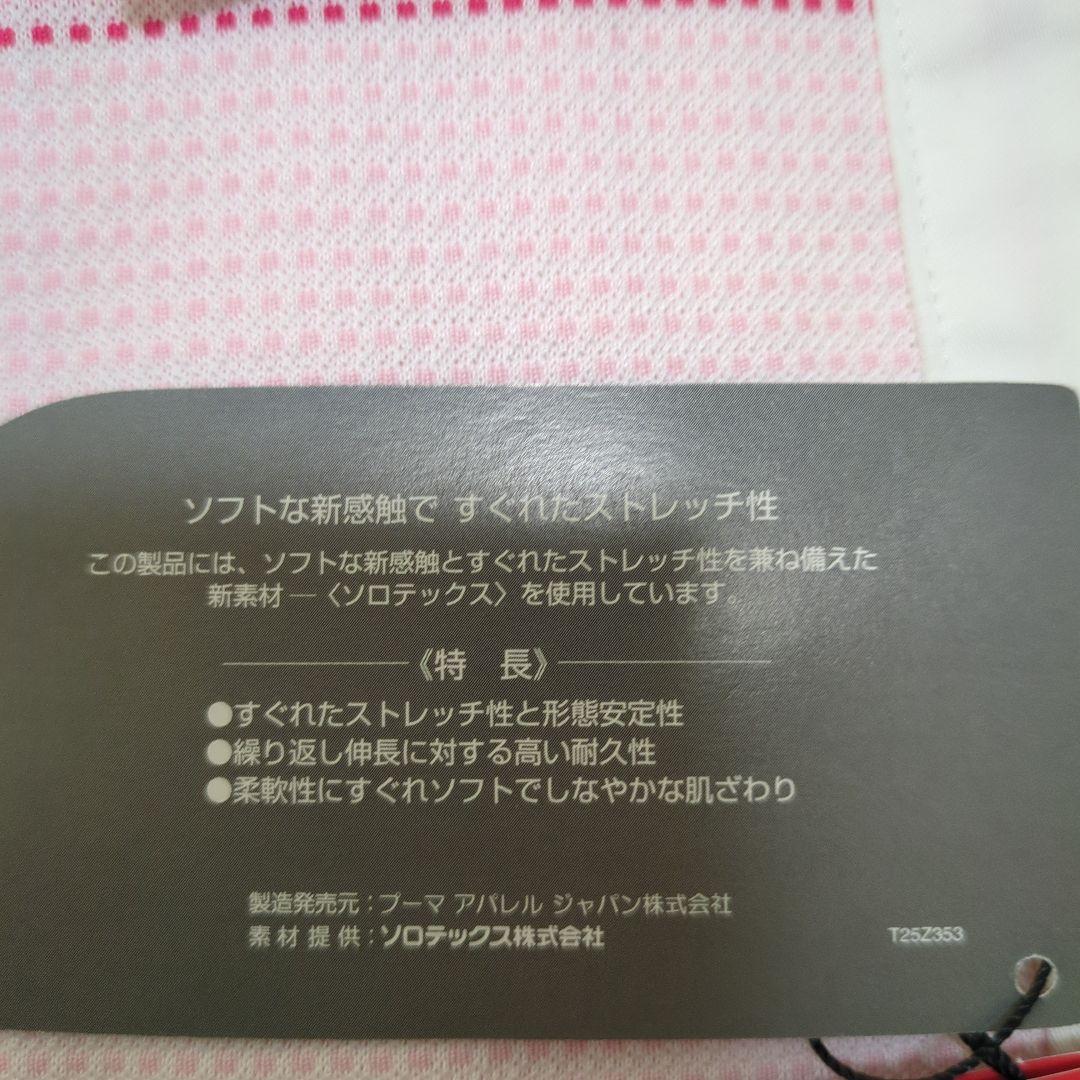 ソフトな新感触で すぐれたストレッチ性
この製品には、ソフトな新感触とすぐれたストレッチ性を兼ね備えた
新素材―〈ソロテックス〉を使用しています。
《特 長》
●すぐれたストレッチ性と形態安定性
●繰り返し伸長に対する高い耐久性
●柔軟性にすぐれソフトでしなやかな肌ざわり
製造発売元：プーマ アパレル ジャパン株式会社
素材提供：ソロテックス株式会社
T25Z353